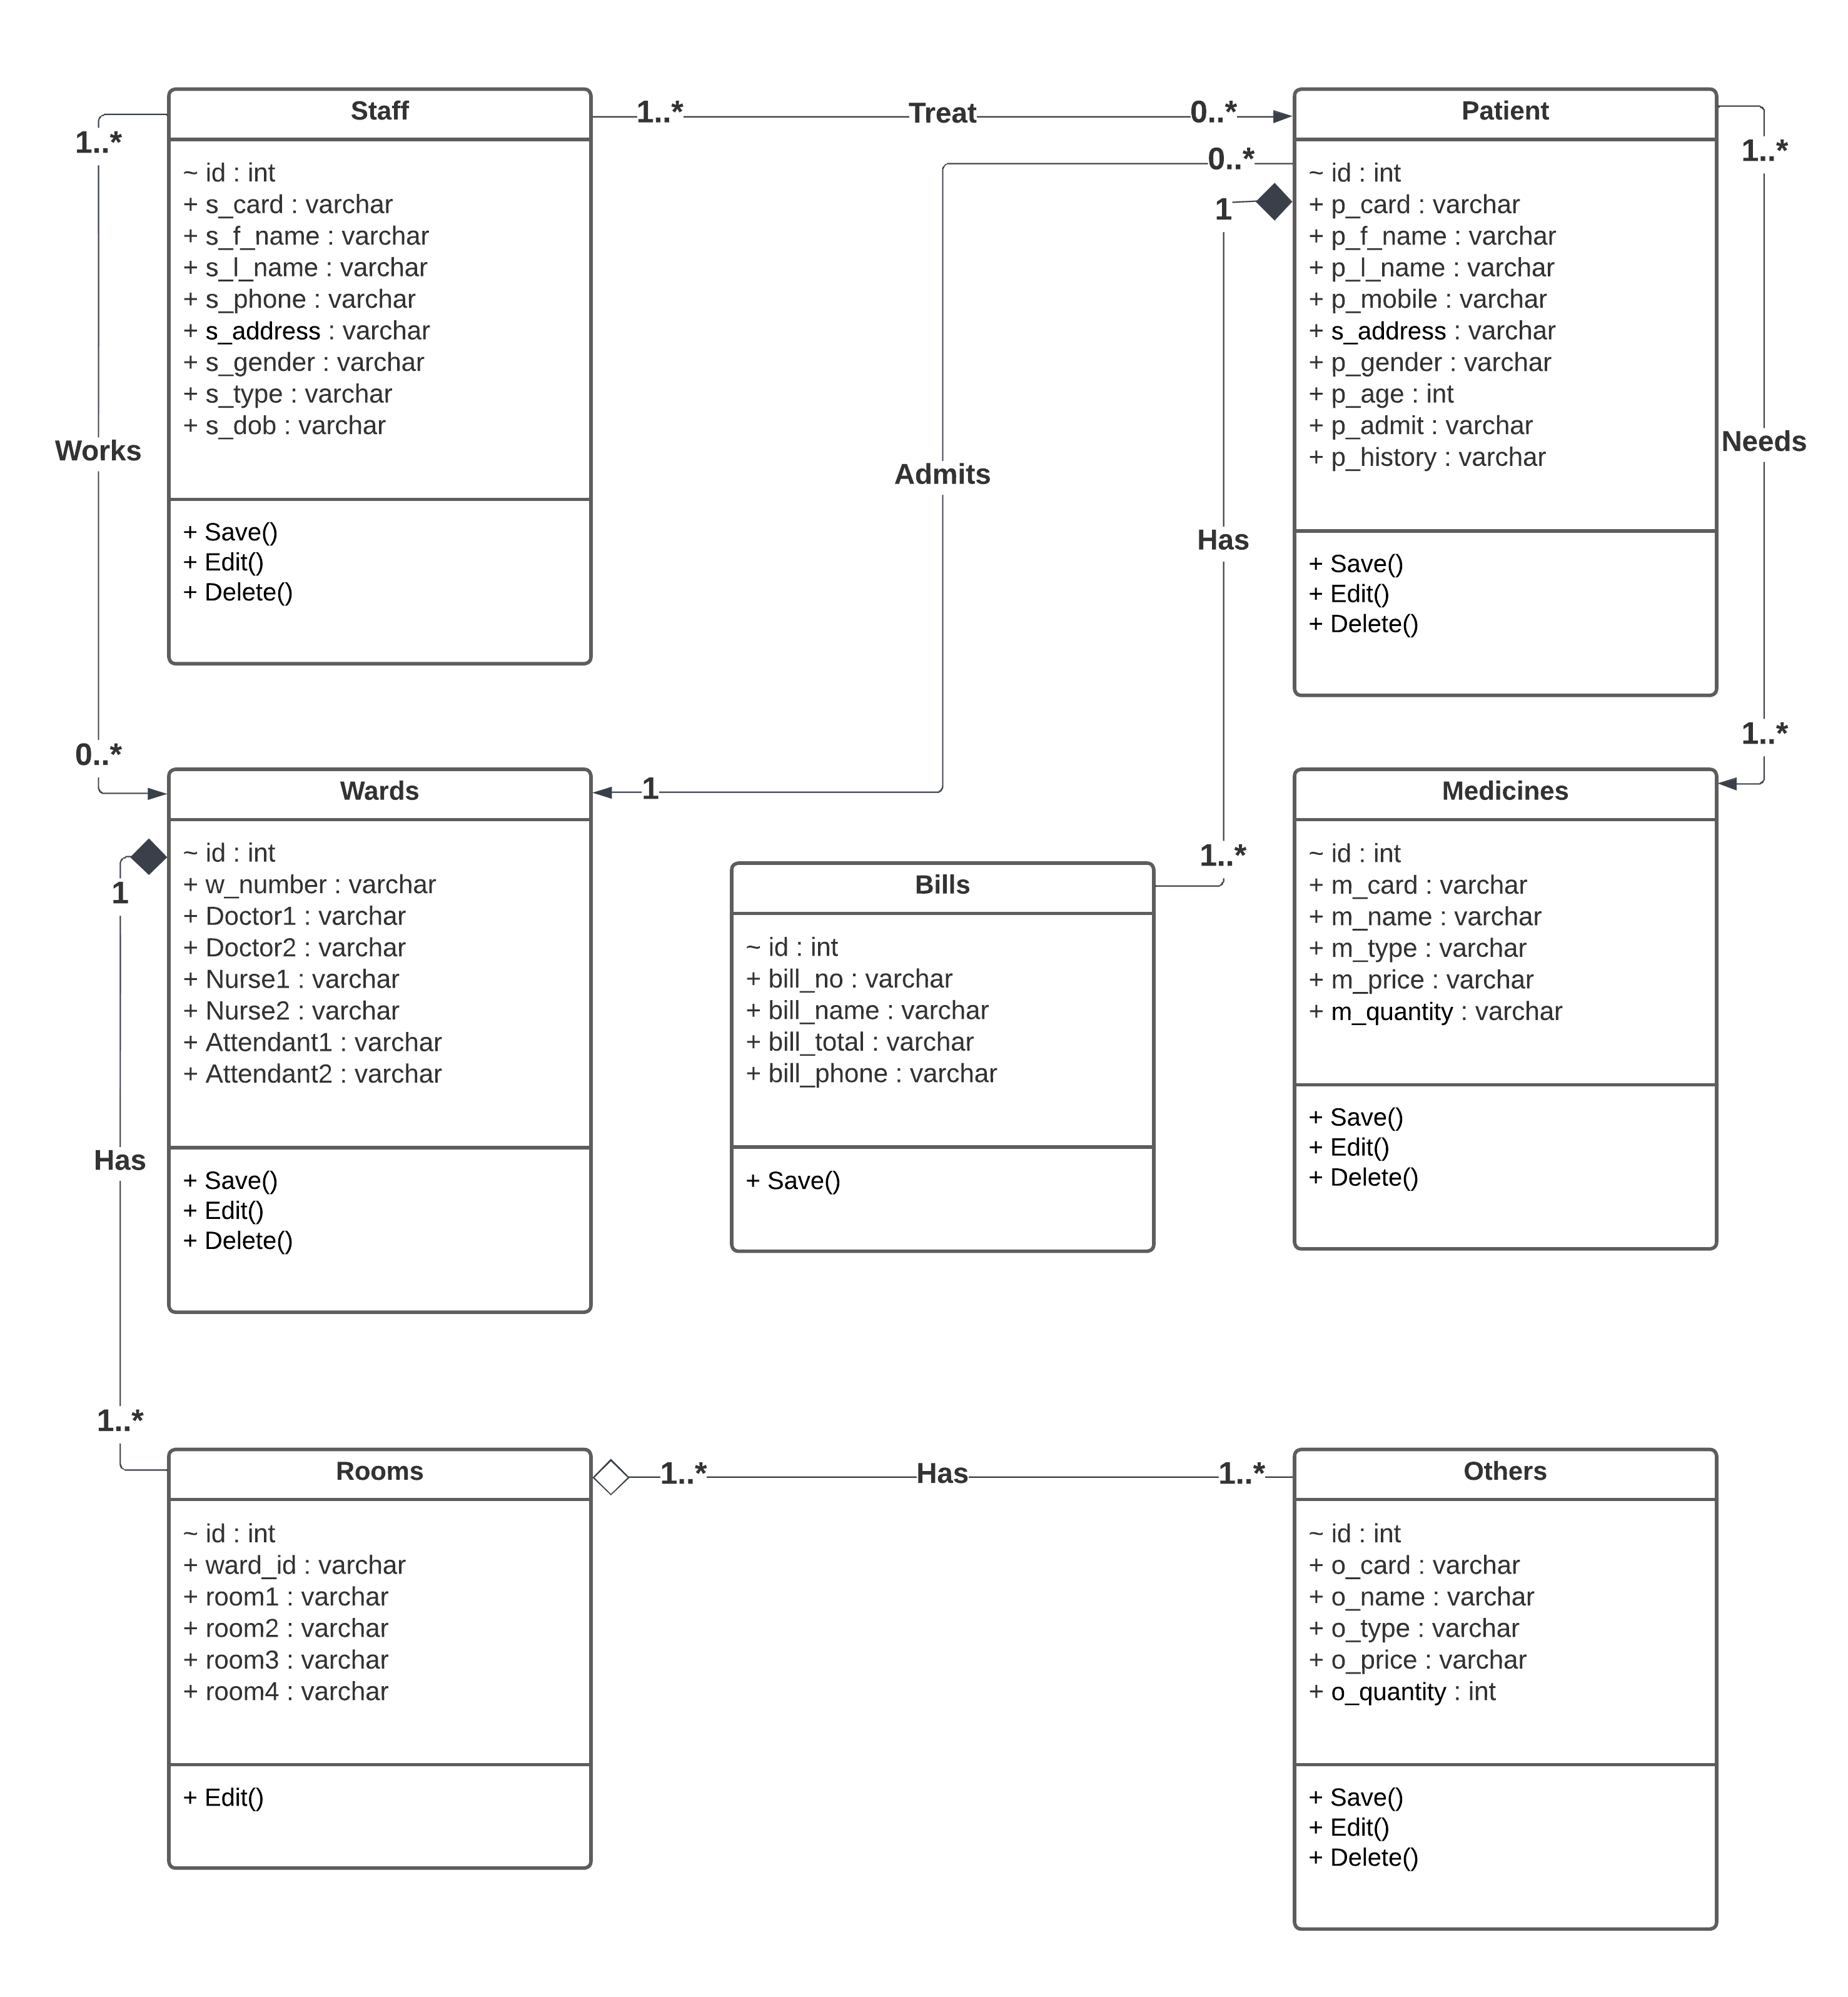 Staff
~ id : int
+ s_card : varchar
+ s_f_name : varchar
+ s_l_name : varchar
+ s_phone : varchar
+ s_address : varchar
+ s_gender : varchar
+ s_type : varchar
+ s_dob : varchar
+ Save()
+ Edit()
+ Delete()
1..* Treat 0..*
Patient
~ id : int
+ p_card : varchar
+ p_f_name : varchar
+ p_l_name : varchar
+ p_mobile : varchar
+ s_address : varchar
+ p_gender : varchar
+ p_age : int
+ p_admit : varchar
+ p_history : varchar
+ Save()
+ Edit()
+ Delete()
1..*
Works
0..*
0..*
Admits
1
1
Has
1..*
1..*
Needs
1..*
Wards
~ id : int
+ w_number : varchar
+ Doctor1 : varchar
+ Doctor2 : varchar
+ Nurse1 : varchar
+ Nurse2 : varchar
+ Attendant1 : varchar
+ Attendant2 : varchar
+ Save()
+ Edit()
+ Delete()
Bills
~ id : int
+ bill_no : varchar
+ bill_name : varchar
+ bill_total : varchar
+ bill_phone : varchar
+ Save()
Medicines
~ id : int
+ m_card : varchar
+ m_name : varchar
+ m_type : varchar
+ m_price : varchar
+ m_quantity : varchar
+ Save()
+ Edit()
+ Delete()
1
Has
1..*
Rooms
~ id : int
+ ward_id : varchar
+ room1 : varchar
+ room2 : varchar
+ room3 : varchar
+ room4 : varchar
+ Edit()
1..* Has 1..*
Others
~ id : int
+ o_card : varchar
+ o_name : varchar
+ o_type : varchar
+ o_price : varchar
+ o_quantity : int
+ Save()
+ Edit()
+ Delete()